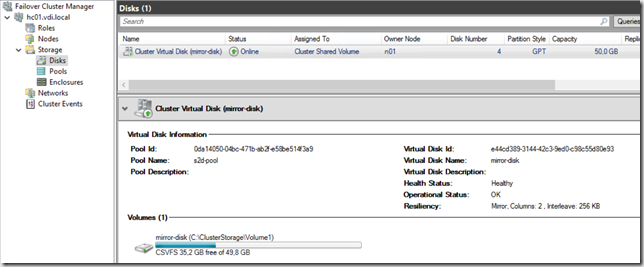 Failover Cluster Manager
hc01.vdi.local
Roles
Nodes
Storage
Disks
Pools
Enclosures
Networks
Cluster Events
Disks (1)
Search
Queries
Name Status Assigned To Owner Node Disk Number Partition Style Capacity Replic
Cluster Virtual Disk (mirror-disk) Online Cluster Shared Volume n01 4 GPT 50,0 GB
Cluster Virtual Disk (mirror-disk)
Virtual Disk Information
Pool Id: 0da14050-04bc-471b-ab2f-e58be514f3a9 Virtual Disk Id: e44cd389-3144-42c3-9ed0-c98c55d80e93
Pool Name: s2d-pool Virtual Disk Name: mirror-disk
Pool Description: Virtual Disk Description:
Health Status: Healthy
Operational Status: OK
Resiliency: Mirror, Columns: 2 , Interleave: 256 KB
Volumes (1)
mirror-disk (C:\ClusterStorage\Volume1)
CSVFS 35,2 GB free of 49,8 GB